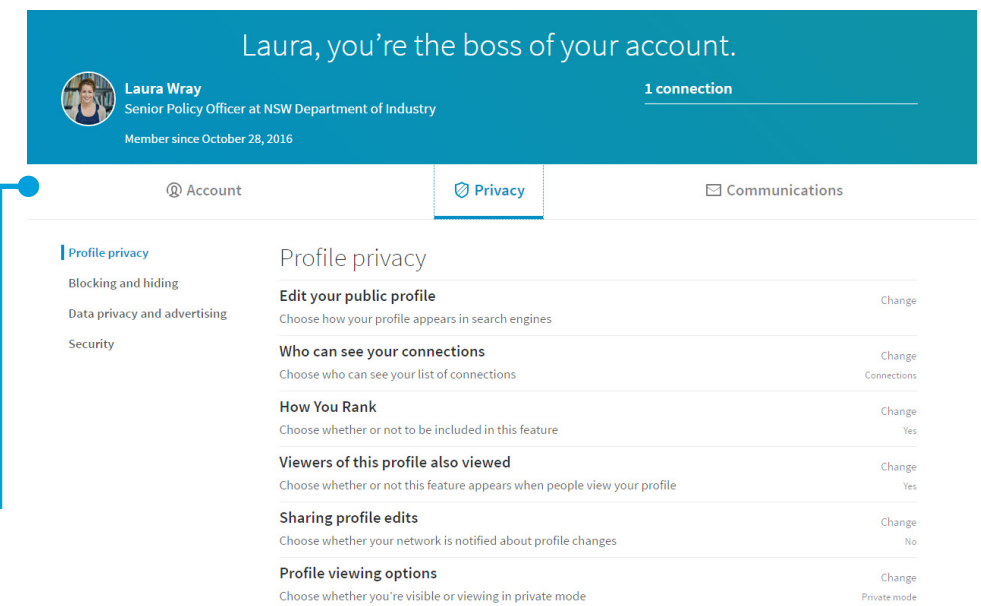 Laura, you’re the boss of your account.
Laura Wray
Senior Policy Officer at NSW Department of Industry
Member since October 28, 2016
1 connection
Account
Privacy
Communications
Profile privacy
Blocking and hiding
Data privacy and advertising
Security
Profile privacy
Edit your public profile
Change
Choose how your profile appears in search engines
Who can see your connections
Change
Choose who can see your list of connections
Connections
How You Rank
Change
Choose whether or not to be included in this feature
Yes
Viewers of this profile also viewed
Change
Choose whether or not this feature appears when people view your profile
Yes
Sharing profile edits
Change
Choose whether your network is notified about profile changes
No
Profile viewing options
Change
Choose whether you’re visible or viewing in private mode
Private mode